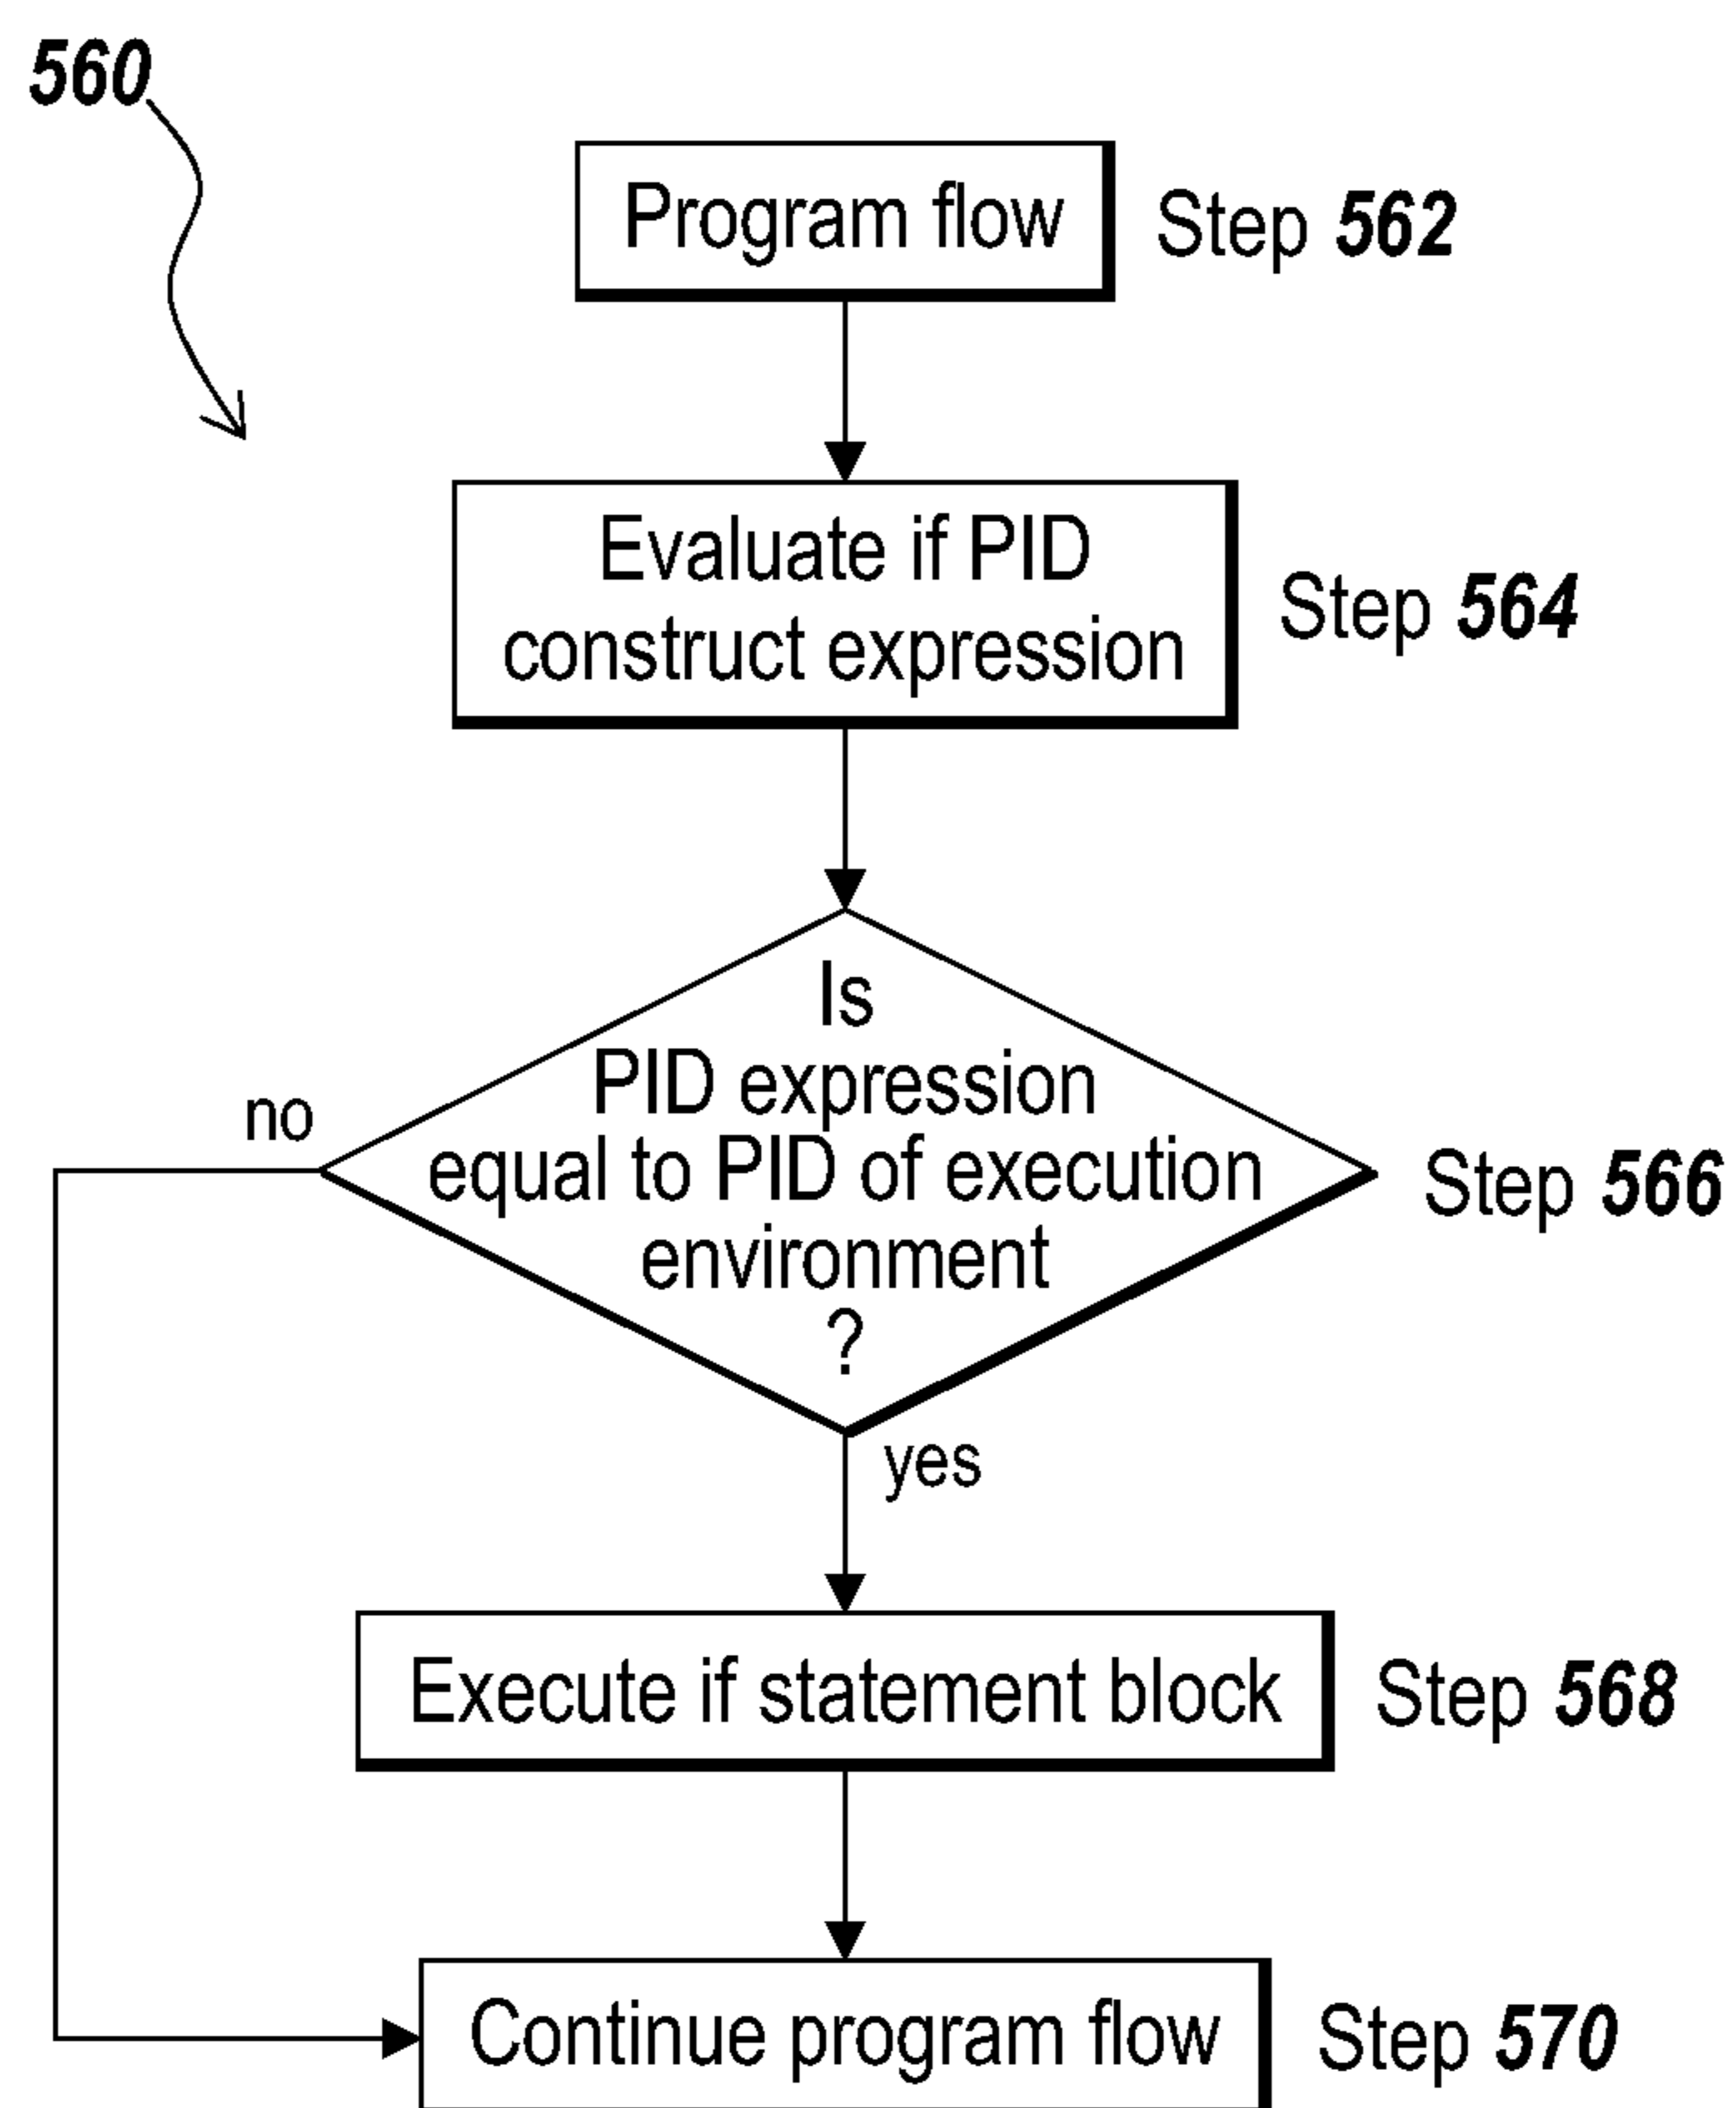 560
Program flow
Step 562
Evaluate if PID
construct expression
Step 564
Is
PID expression
equal to PID of execution
environment
?
Step 566
no
yes
Execute if statement block
Step 568
Continue program flow
Step 570